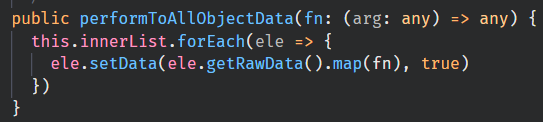 public performToAllObjectData(fn: (arg: any) => any) {
  this.innerList.forEach(ele => {
    ele.setData(ele.getRawData().map(fn), true)
  })
}